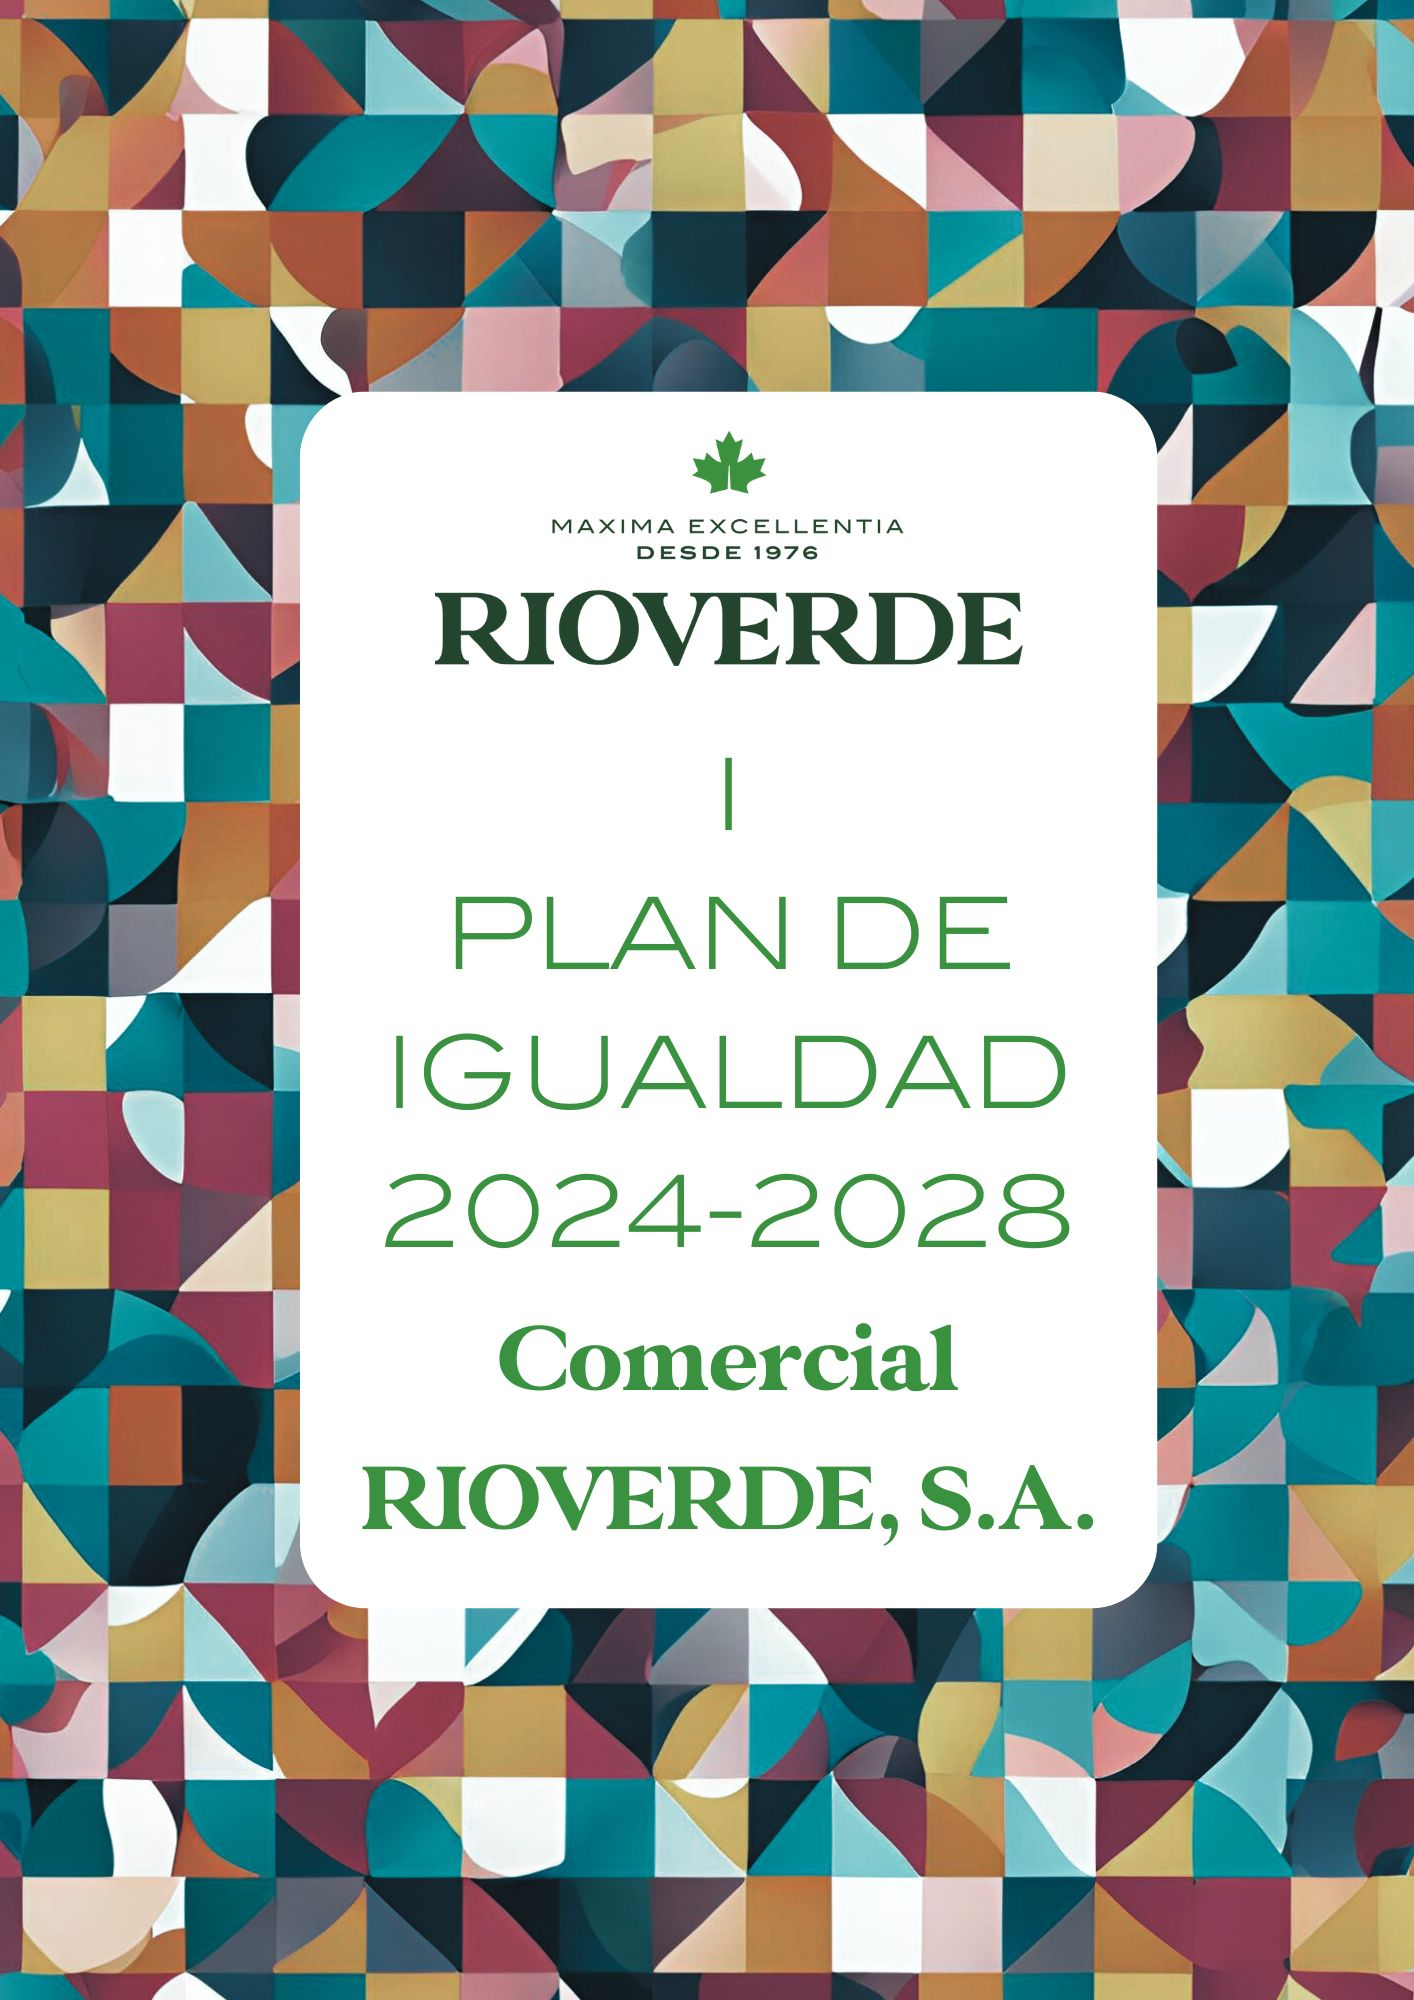 MAXIMA EXCELLENTIA
DESDE 1976
RIOVERDE
I
PLAN DE
IGUALDAD
2024-2028
Comercial
RIOVERDE, S.A.